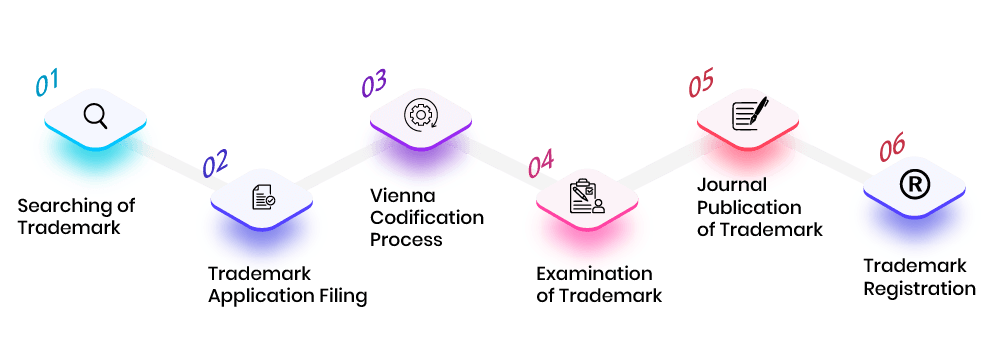 01
Searching of
Trademark
02
Trademark
Application Filing
03
Vienna
Codification
Process
04
Examination
of Trademark
05
Journal
Publication
of Trademark
06
®
Trademark
Registration